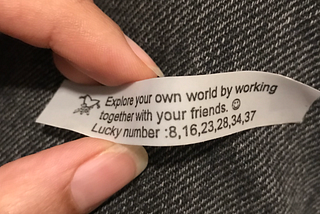 Explore your own world by working
together with your friends. ☺
Lucky number :8,16,23,28,34,37